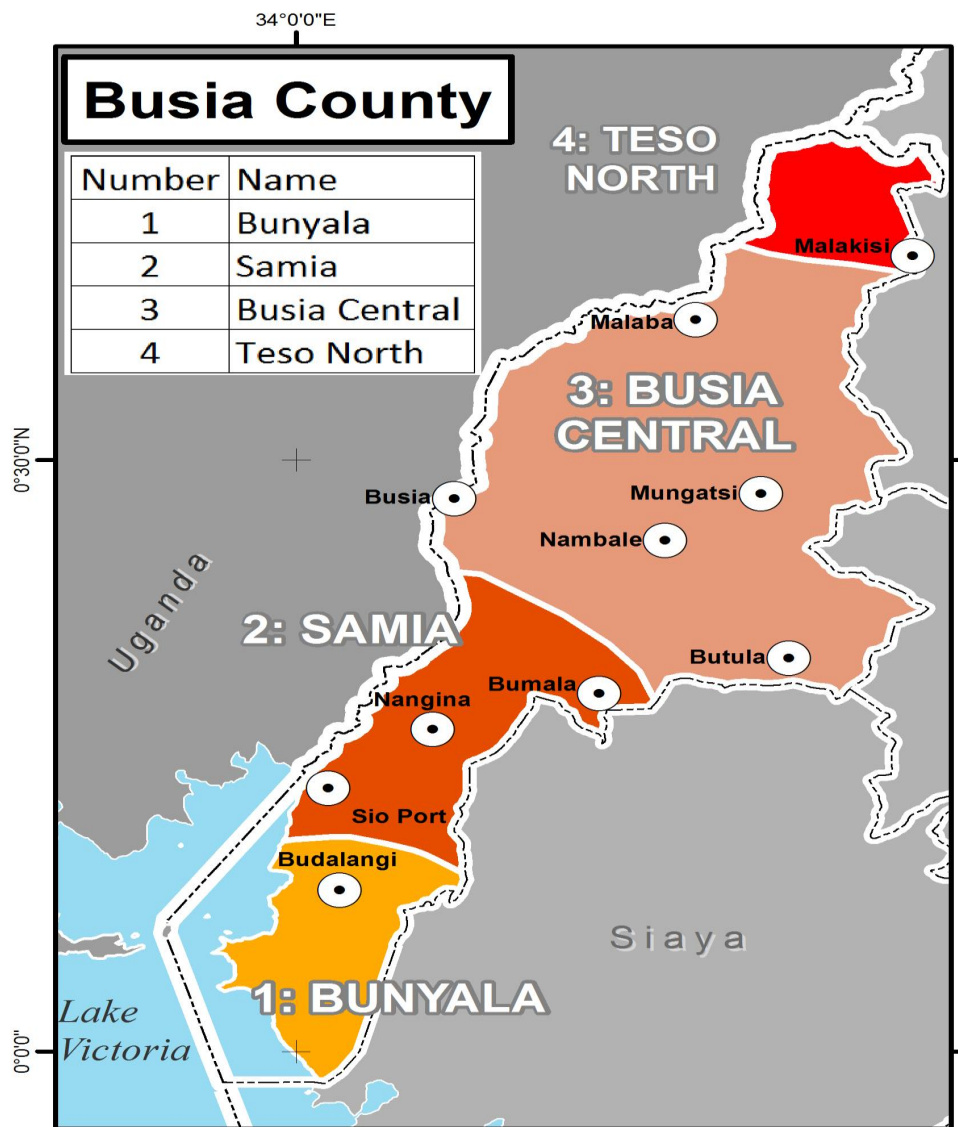 34°0'0"E
Busia County
Number Name
1 Bunyala
2 Samia
3 Busia Central
4 Teso North
4: TESO
NORTH
Malakisi
Malaba
3: BUSIA
CENTRAL
0°30'0"N
Busia
Mungatsi
Nambale
Uganda
2: SAMIA
Butula
Bumala
Nangina
Sio Port
Budalangi
Siaya
1: BUNYALA
Lake
Victoria
0°0'0"